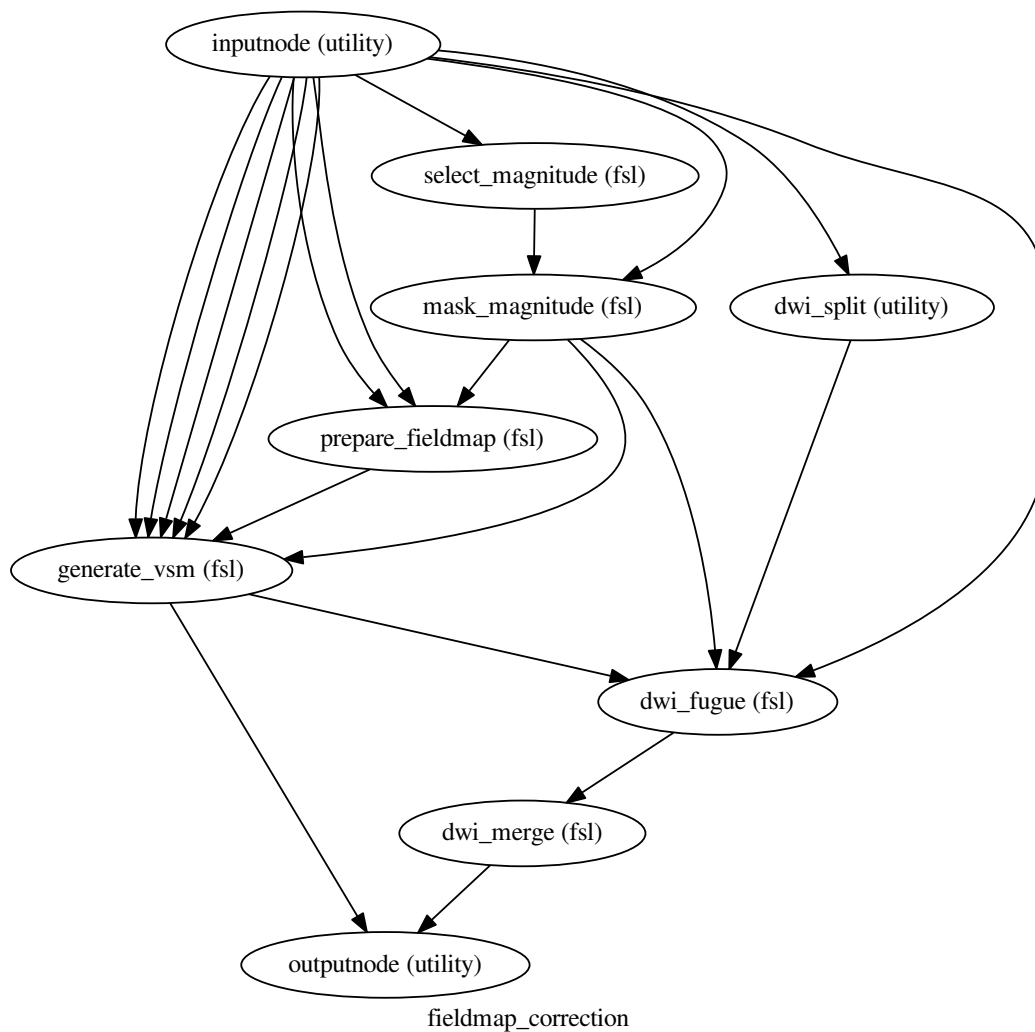 inputnode (utility)
select_magnitude (fsl)
mask_magnitude (fsl)
dwi_split (utility)
prepare_fieldmap (fsl)
generate_vsm (fsl)
dwi_fugue (fsl)
dwi_merge (fsl)
outputnode (utility)
fieldmap_correction